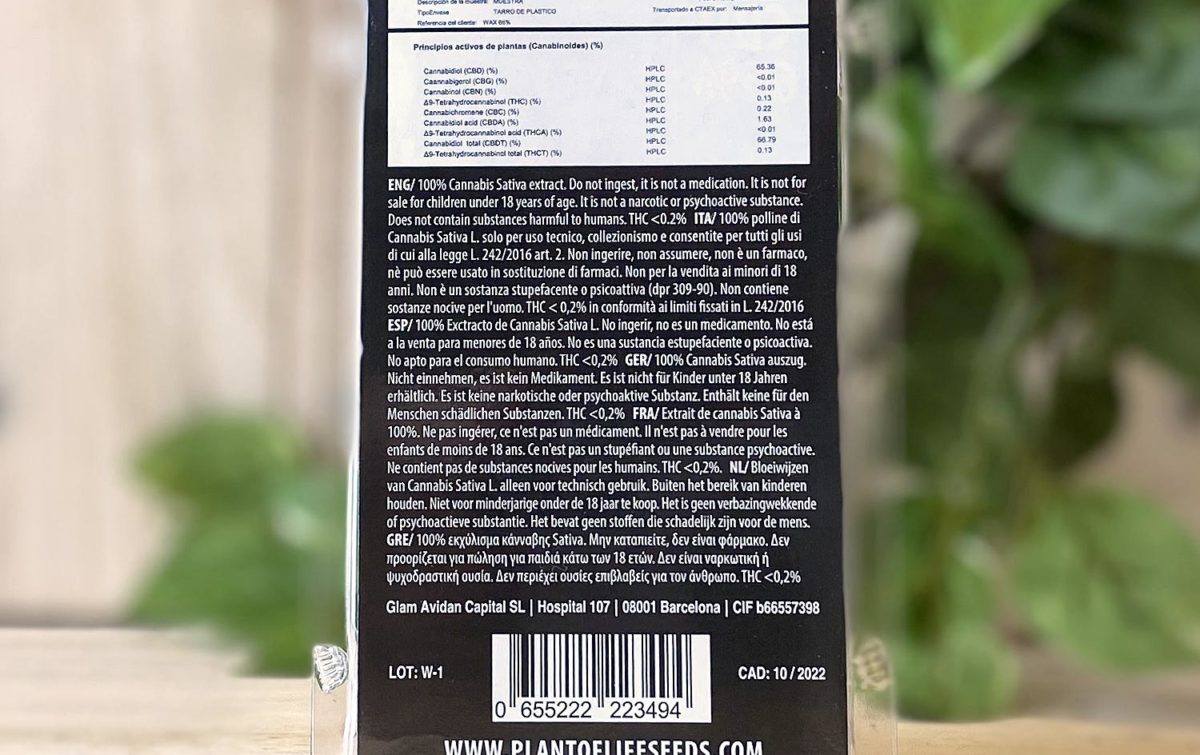 Descripción de la muestra: MUESTRA
TipoEnvase TARRO DE PLASTICO Transportado a CTAEX por: Mensajería
Referencia del cliente: WAX 66%
Principios activos de plantas (Canabinoides) (%)
Cannabidiol (CBD) (%) HPLC 65.36
Caannabigerol (CBG) (%) HPLC <0.01
Cannabinol (CBN) (%) HPLC <0.01
Δ9-Tetrahydrocannabinol (THC) (%) HPLC 0.13
Cannabichromene (CBC) (%) HPLC 0.22
Cannabidiol acid (CBDA) (%) HPLC 1.63
Δ9-Tetrahydrocannabinol acid (THCA) (%) HPLC <0.01
Cannabidiol total (CBDT) (%) HPLC 66.79
Δ9-Tetrahydrocannabinol total (THCT) (%) HPLC 0.13
ENG/ 100% Cannabis Sativa extract. Do not ingest, it is not a medication. It is not for
sale for children under 18 years of age. It is not a narcotic or psychoactive substance.
Does not contain substances harmful to humans. THC <0.2% ITA/ 100% polline di
Cannabis Sativa L. solo per uso tecnico, collezionismo e consentite per tutti gli usi
di cui alla legge L. 242/2016 art. 2. Non ingerire, non assumere, non è un farmaco,
nè può essere usato in sostituzione di farmaci. Non per la vendita ai minori di 18
anni. Non è un sostanza stupefacente o psicoattiva (dpr 309-90). Non contiene
sostanze nocive per l'uomo. THC < 0,2% in conformità ai limiti fissati in L. 242/2016
ESP/ 100% Exctracto de Cannabis Sativa L. No ingerir, no es un medicamento. No está
a la venta para menores de 18 años. No es una sustancia estupefaciente o psicoactiva.
No apto para el consumo humano. THC <0,2% GER/ 100% Cannabis Sativa auszug.
Nicht einnehmen, es ist kein Medikament. Es ist nicht für Kinder unter 18 Jahren
erhältlich. Es ist keine narkotische oder psychoaktive Substanz. Enthält keine für den
Menschen schädlichen Substanzen. THC <0,2% FRA/ Extrait de cannabis Sativa à
100%. Ne pas ingérer, ce n'est pas un médicament. Il n'est pas à vendre pour les
enfants de moins de 18 ans. Ce n'est pas un stupéfiant ou une substance psychoactive.
Ne contient pas de substances nocives pour les humains. THC <0,2%. NL/ Bloeiwijzen
van Cannabis Sativa L. alleen voor technisch gebruik. Buiten het bereik van kinderen
houden. Niet voor minderjarige onder de 18 jaar te koop. Het is geen verbazingwekkende
of psychoactieve substantie. Het bevat geen stoffen die schadelijk zijn voor de mens.
GRE/ 100% εκχύλισμα κάνναβης Sativa. Μην καταπιείτε, δεν είναι φάρμακο. Δεν
προορίζεται για πώληση για παιδιά κάτω των 18 ετών. Δεν είναι ναρκωτική ή
ψυχοδραστική ουσία. Δεν περιέχει ουσίες επιβλαβείς για τον άνθρωπο. THC <0,2%
Glam Avidan Capital SL | Hospital 107 | 08001 Barcelona | CIF b66557398
LOT: W-1
CAD: 10 / 2022
0 655222 223494
WWW.PLANTOFLIFESEEDS.COM